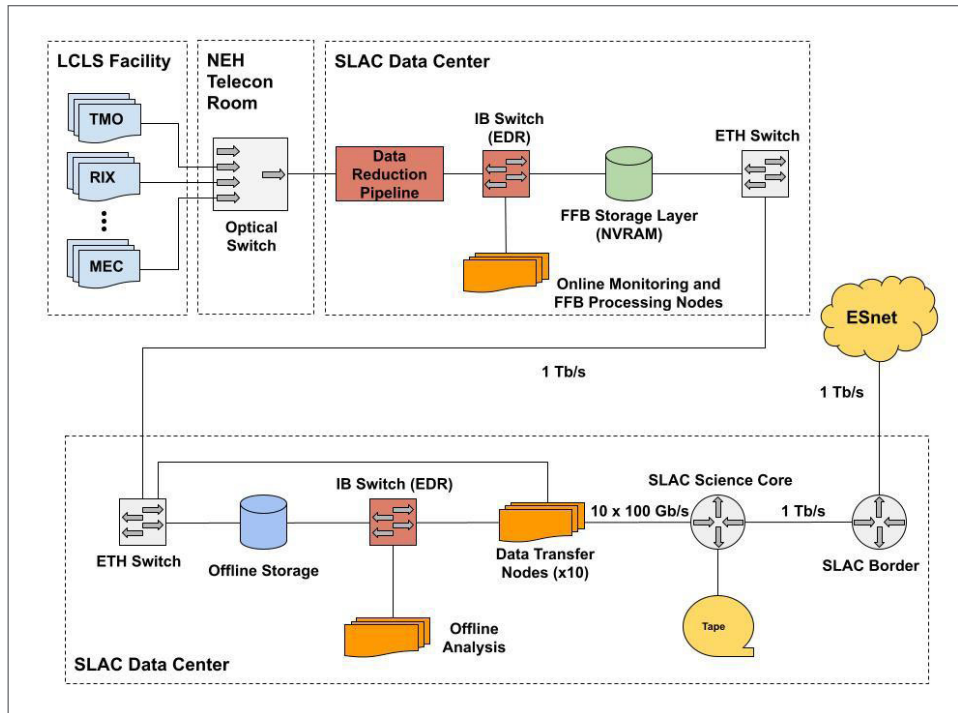 LCLS Facility
TMO
RIX
MEC
NEH
Telecon
Room
Optical
Switch
SLAC Data Center
Data
Reduction
Pipeline
IB Switch
(EDR)
FFB Storage Layer
(NVRAM)
ETH Switch
Online Monitoring and
FFB Processing Nodes
ESnet
1 Tb/s
1 Tb/s
ETH Switch
Offline Storage
IB Switch (EDR)
Offline
Analysis
Data Transfer
Nodes (x10)
10 x 100 Gb/s
SLAC Science Core
1 Tb/s
SLAC Border
Tape
SLAC Data Center